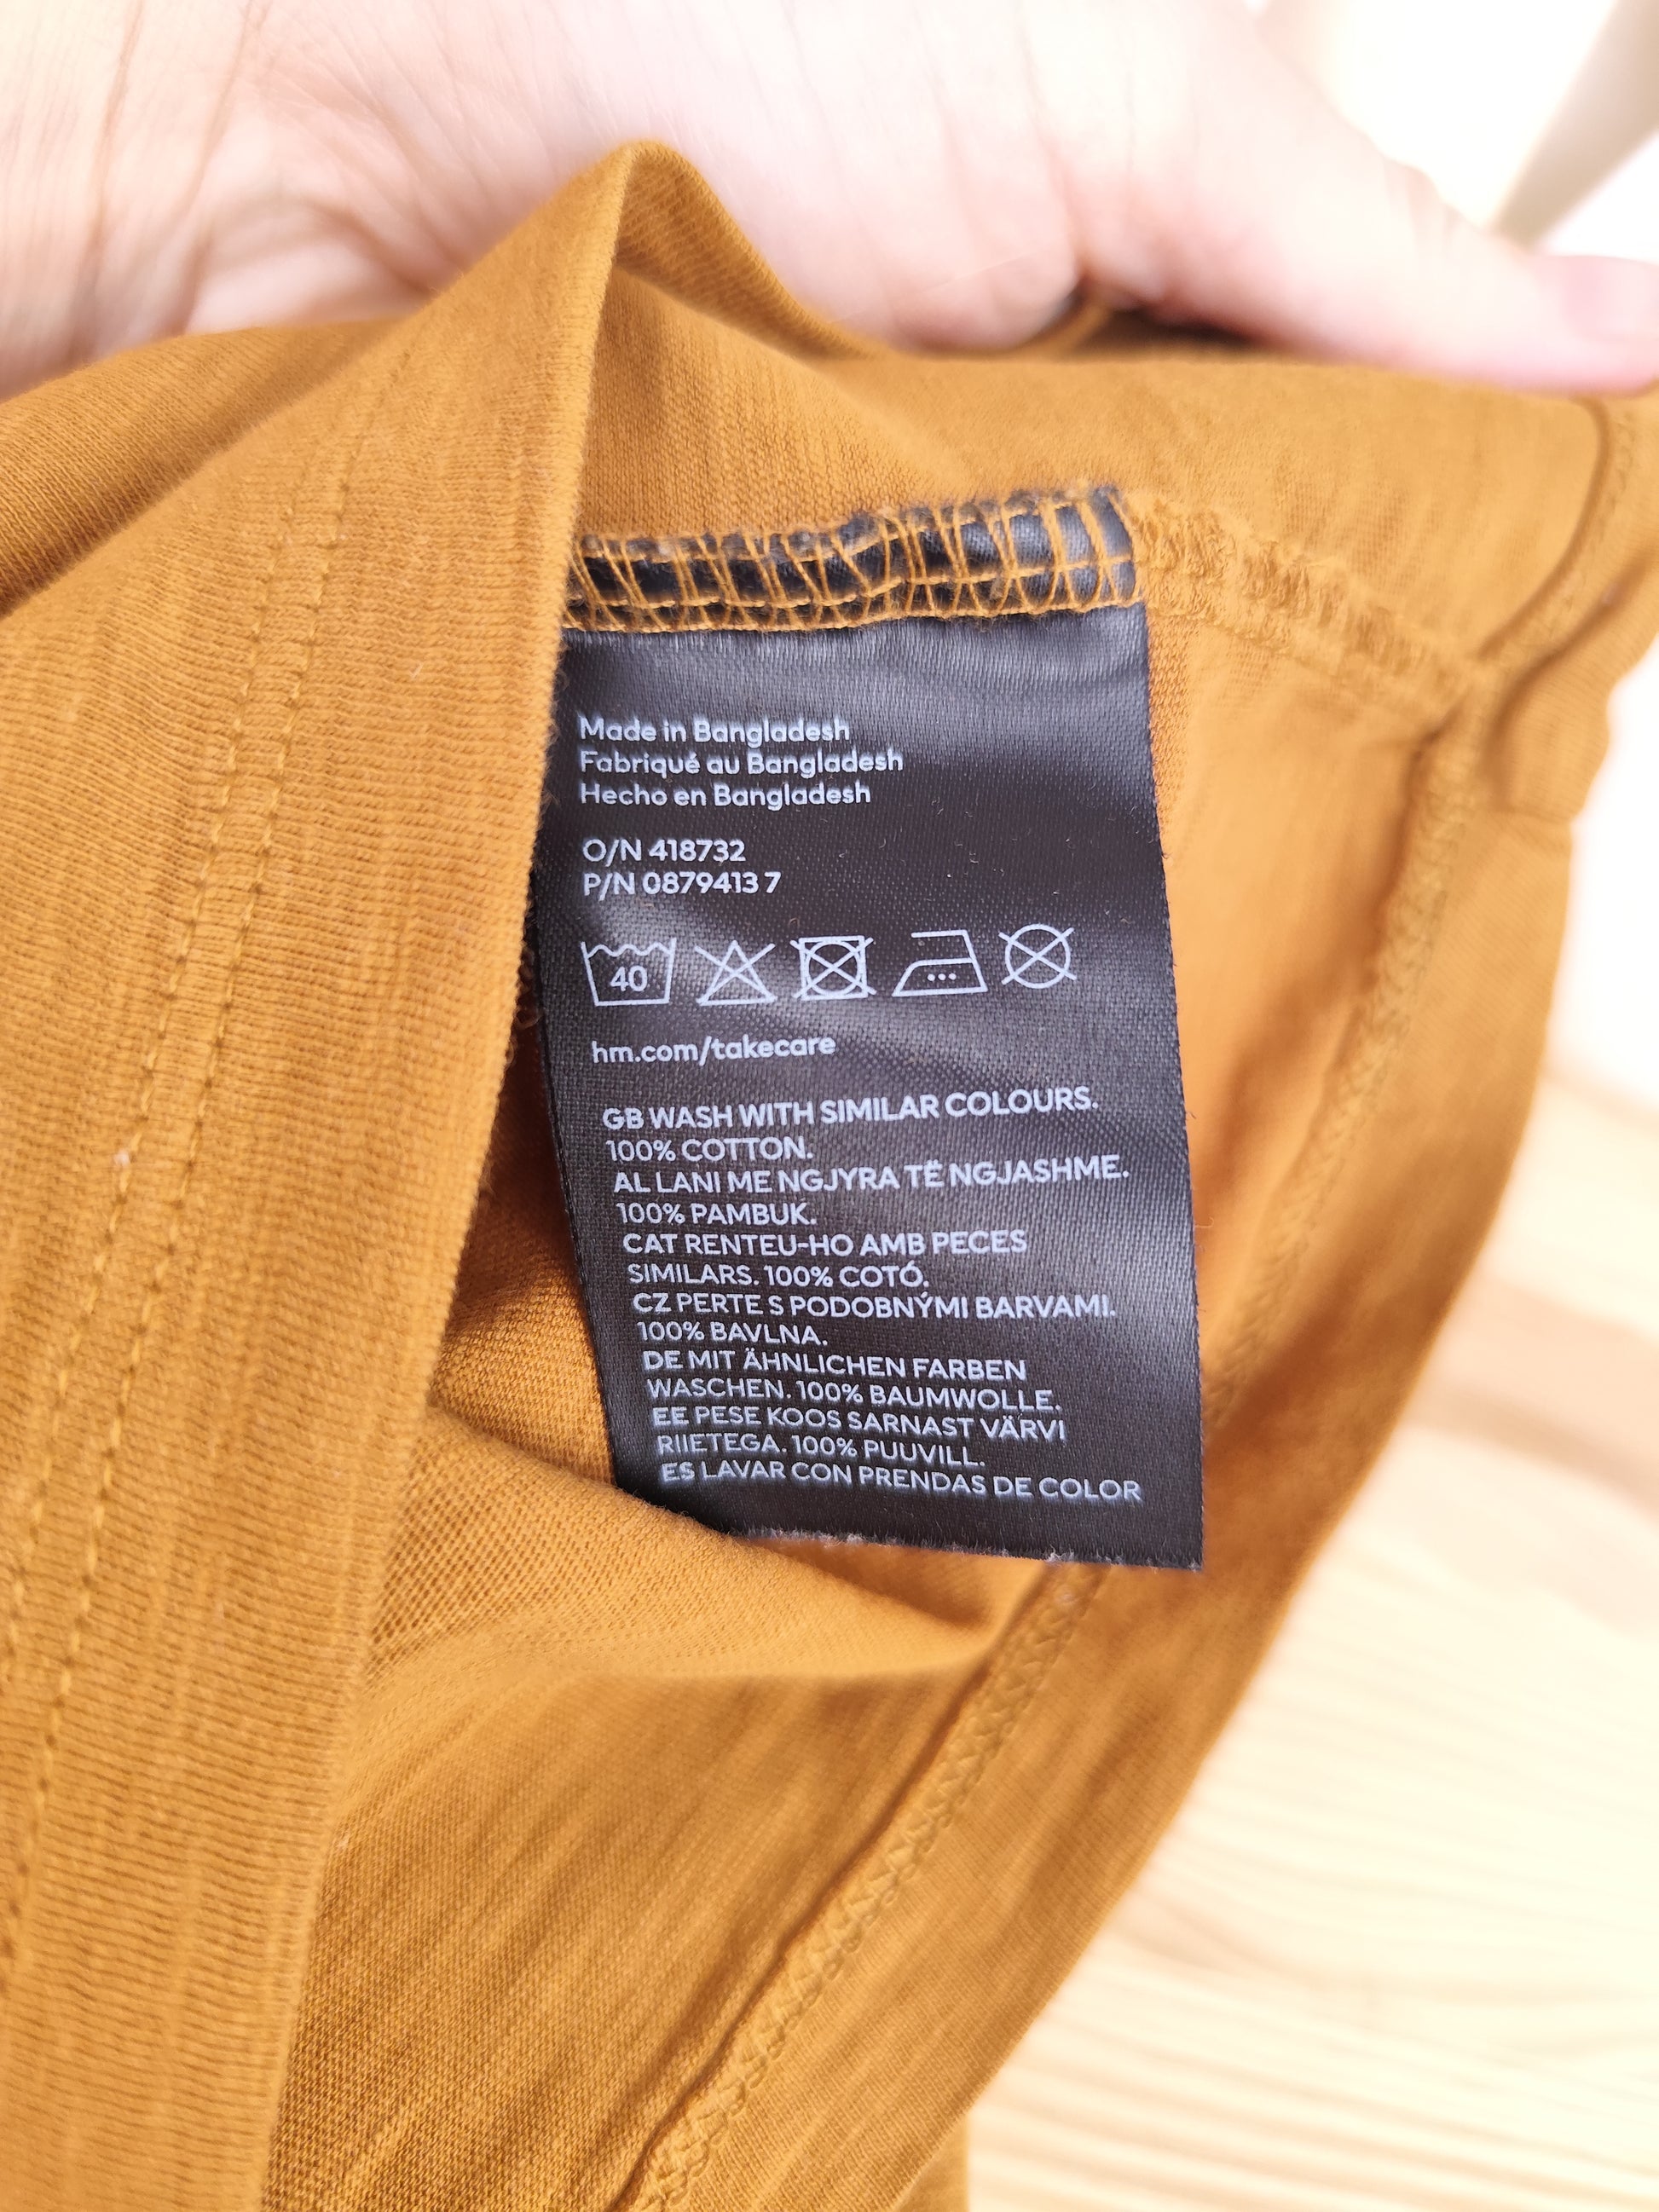 Made in Bangladesh
Fabriqué au Bangladesh
Hecho en Bangladesh
O/N 418732
P/N 0879413 7
40
hm.com/takecare
GB WASH WITH SIMILAR COLOURS.
100% COTTON.
AL LANI ME NGJYRA TË NGJASHME.
100% PAMBUK.
CAT RENTEU-HO AMB PECES
SIMILARS. 100% COTÓ.
CZ PERTE S PODOBNÝMI BARVAMI.
100% BAVLNA.
DE MIT ÄHNLICHEN FARBEN
WASCHEN. 100% BAUMWOLLE.
EE PESE KOOS SARNAST VÄRVI
RIIETEGA. 100% PUUVILL.
ES LAVAR CON PRENDAS DE COLOR